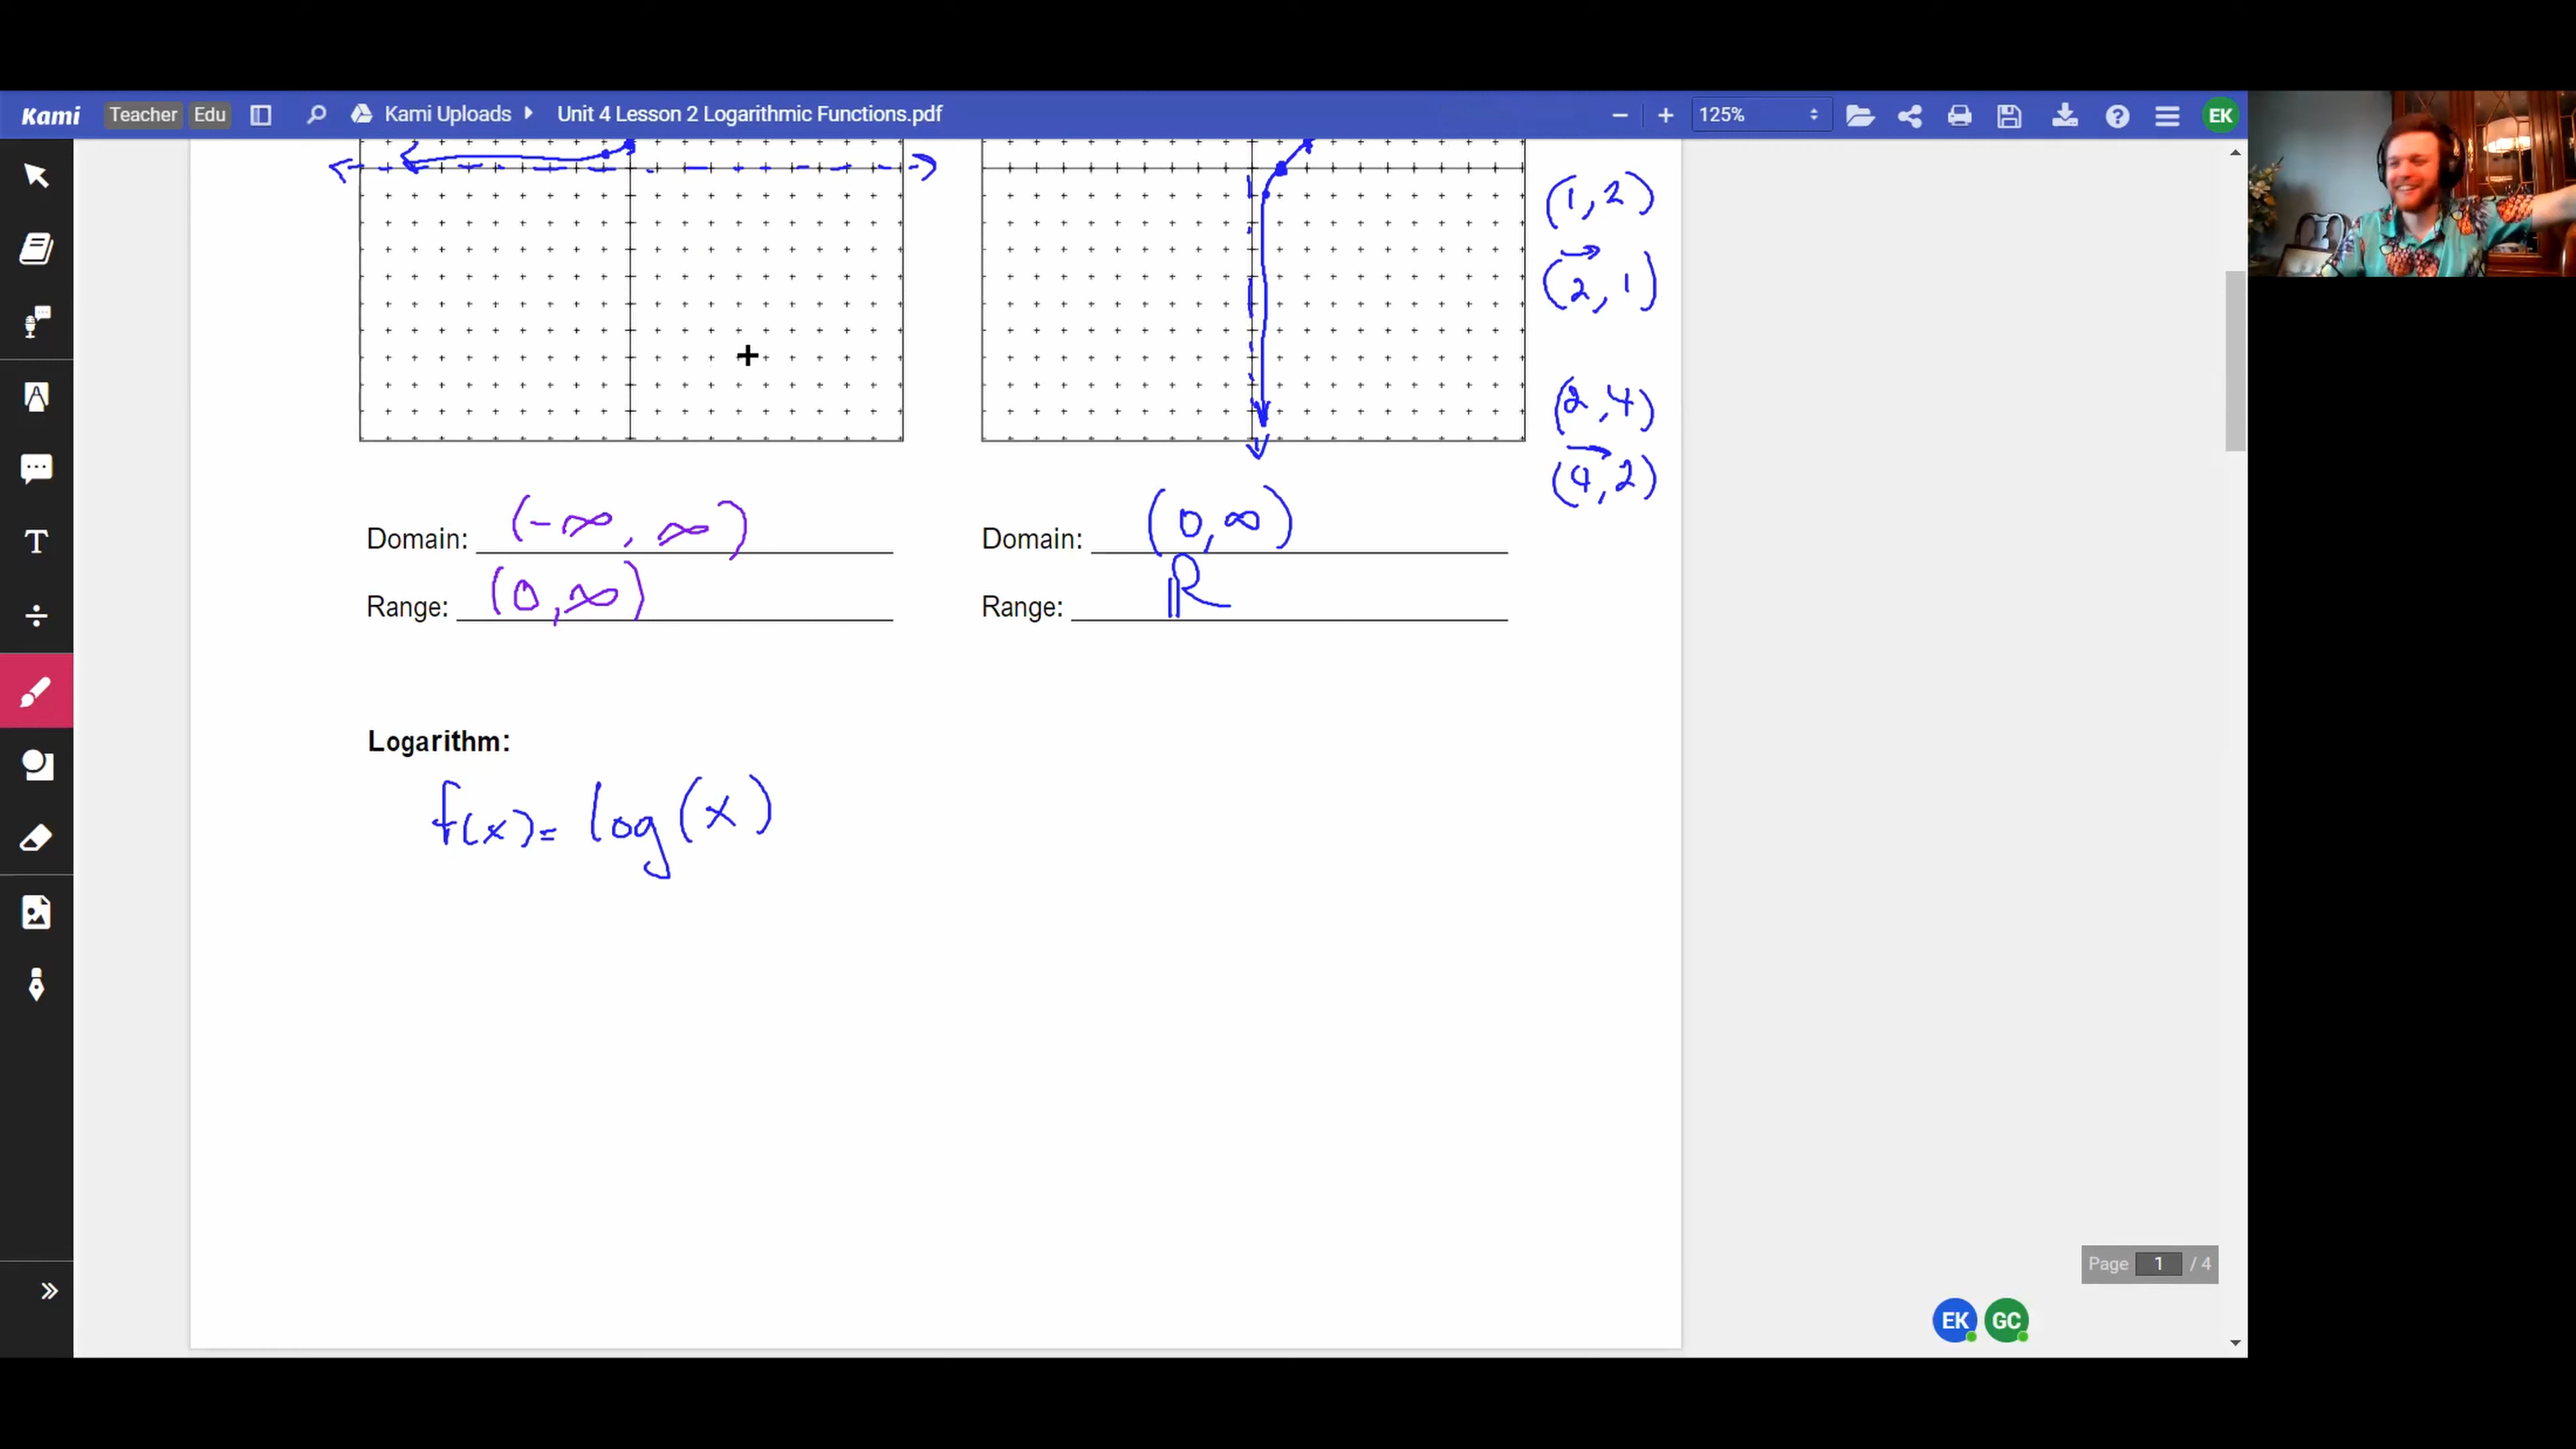 Kami Teacher Edu Kami Uploads Unit 4 Lesson 2 Logarithmic Functions.pdf 125% EK
(1, 2)
(2, 1)
(2, 4)
(4, 2)
Domain: (-∞, ∞)
Range: (0, ∞)
Domain: (0, ∞)
Range: ℝ
Logarithm:
f(x) = log(x)
Page 1 / 4
EK GC